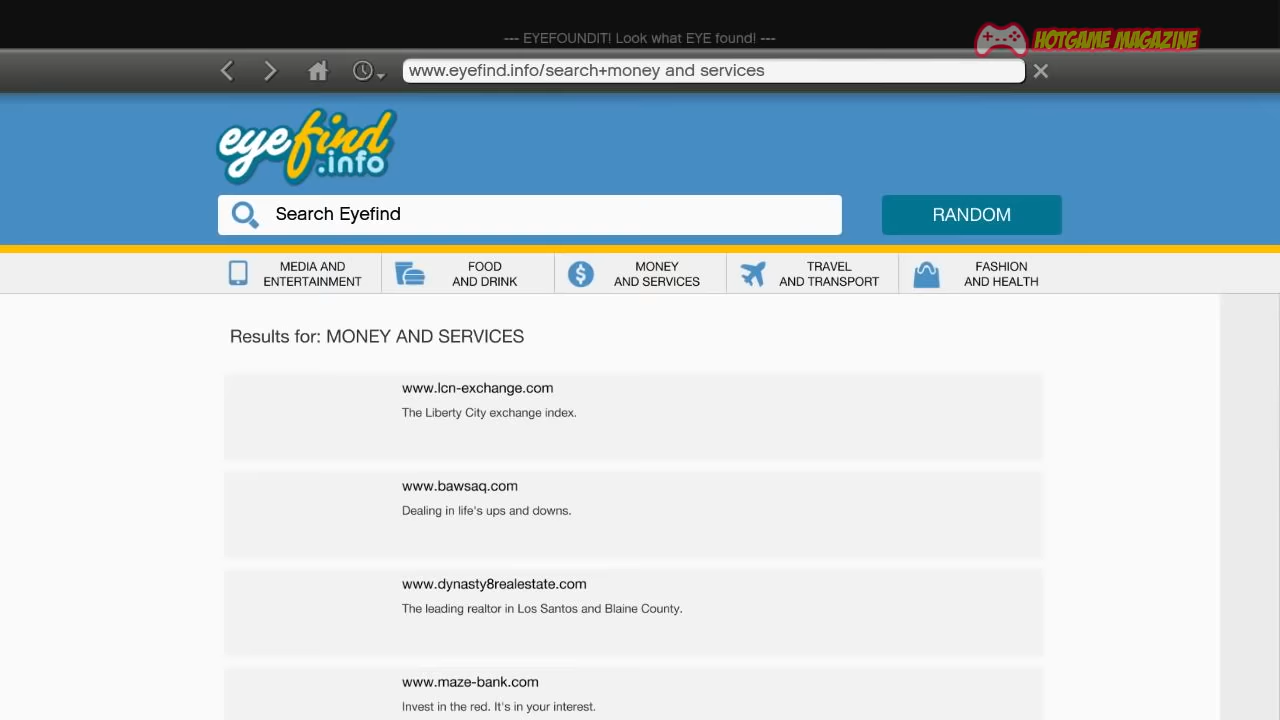 --- EYEFOUNDIT! Look what EYE found! ---
HOTGAME MAGAZINE
www.eyefind.info/search+money and services
eyefind
.info
Search Eyefind
RANDOM
MEDIA AND
ENTERTAINMENT
FOOD
AND DRINK
MONEY
AND SERVICES
TRAVEL
AND TRANSPORT
FASHION
AND HEALTH
Results for: MONEY AND SERVICES
www.lcn-exchange.com
The Liberty City exchange index.
www.bawsaq.com
Dealing in life's ups and downs.
www.dynasty8realestate.com
The leading realtor in Los Santos and Blaine County.
www.maze-bank.com
Invest in the red. It's in your interest.